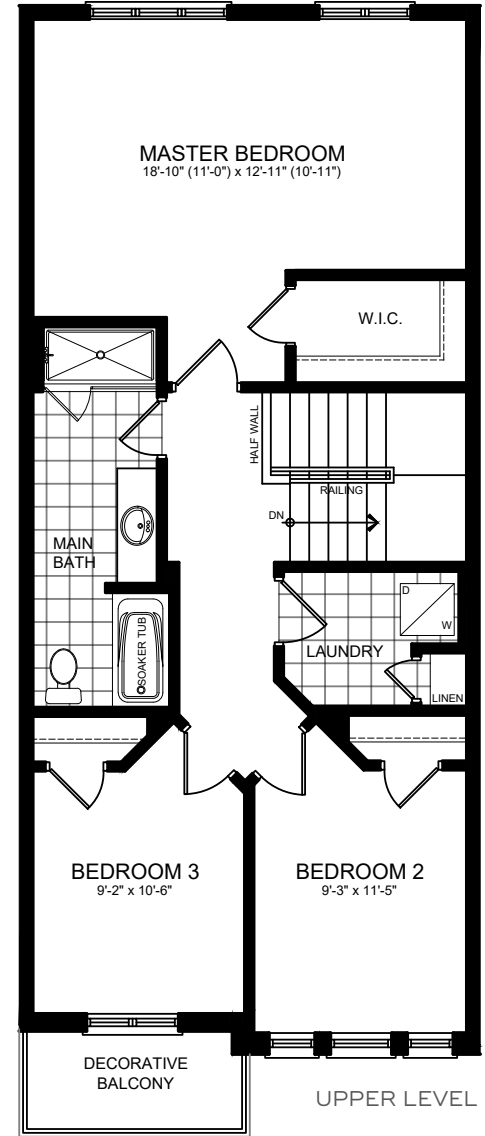 MASTER BEDROOM
18'-10" (11'-0") x 12'-11" (10'-11")
W.I.C.
HALF WALL
RAILING
DN
MAIN
BATH
SOAKER TUB
D
W
LAUNDRY
LINEN
BEDROOM 3
9'-2" x 10'-6"
BEDROOM 2
9'-3" x 11'-5"
DECORATIVE
BALCONY
UPPER LEVEL